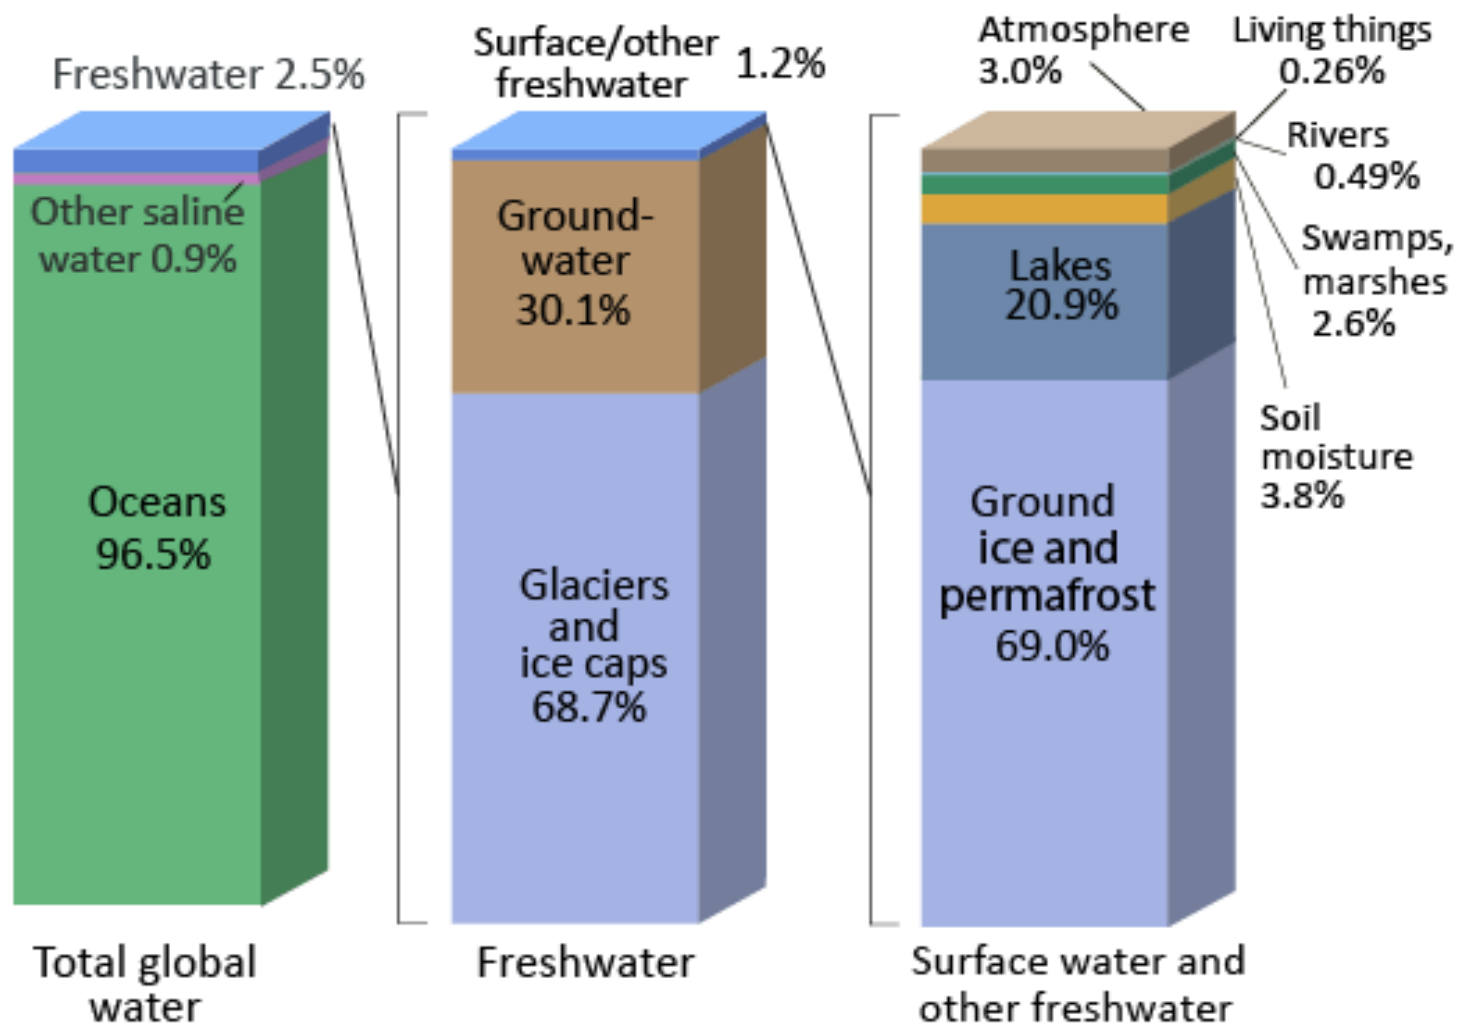 Freshwater 2.5%
Other saline
water 0.9%
Oceans
96.5%
Total global
water
Surface/other
freshwater
1.2%
Ground-
water
30.1%
Glaciers
and
ice caps
68.7%
Freshwater
Atmosphere
3.0%
Living things
0.26%
Rivers
0.49%
Swamps,
marshes
2.6%
Soil
moisture
3.8%
Lakes
20.9%
Ground
ice and
permafrost
69.0%
Surface water and
other freshwater